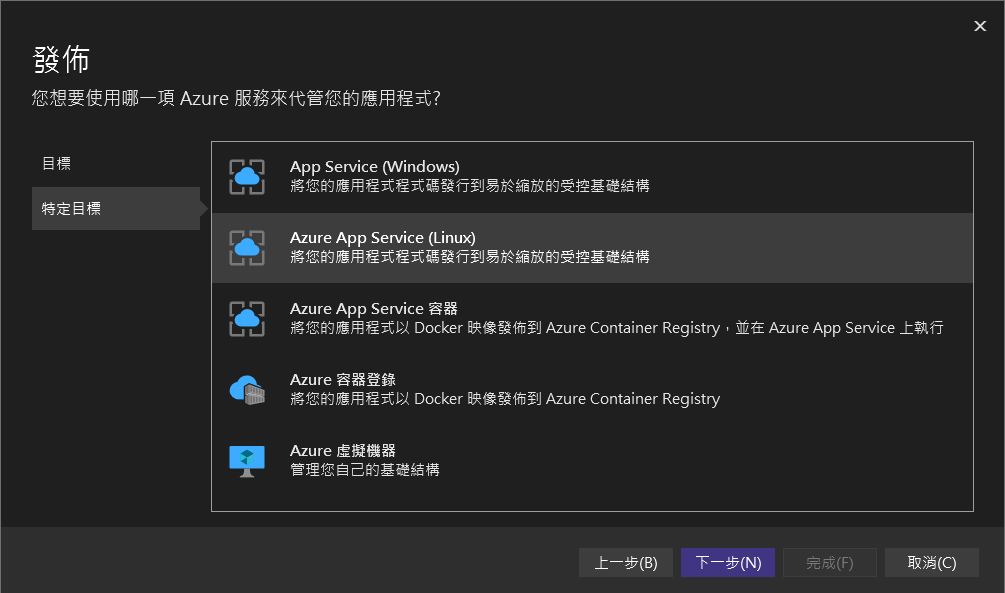 發佈
您想要使用哪一項 Azure 服務來代管您的應用程式?
目標
特定目標
App Service (Windows)
將您的應用程式程式碼發行到易於縮放的受控基礎結構
Azure App Service (Linux)
將您的應用程式程式碼發行到易於縮放的受控基礎結構
Azure App Service 容器
將您的應用程式以 Docker 映像發佈到 Azure Container Registry，並在 Azure App Service 上執行
Azure 容器登錄
將您的應用程式以 Docker 映像發佈到 Azure Container Registry
Azure 虛擬機器
管理您自己的基礎結構
上一步(B)
下一步(N)
完成(F)
取消(C)